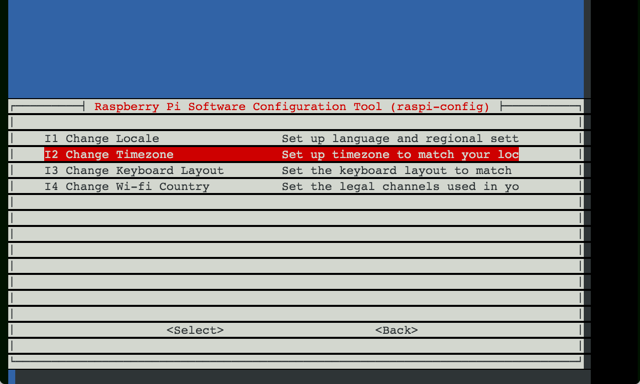 Raspberry Pi Software Configuration Tool (raspi-config)
I1 Change Locale Set up language and regional sett
I2 Change Timezone Set up timezone to match your loc
I3 Change Keyboard Layout Set the keyboard layout to match
I4 Change Wi-fi Country Set the legal channels used in yo
<Select> <Back>